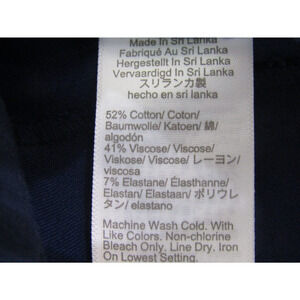 Made In Sri Lanka
Fabriqué Au Sri Lanka
Hergestellt In Sri Lanka
Vervaardigd In Sri Lanka
スリランカ製
hecho en sri lanka
52% Cotton/ Coton/
Baumwolle/ Katoen/ 綿/
algodón
41% Viscose/ Viscose/
Viskose/ Viscose/ レーヨン/
viscosa
7% Elastane/ Élasthanne/
Elastan/ Elastaan/ ポリウレ
タン/ elastano
Machine Wash Cold. With
Like Colors. Non-chlorine
Bleach Only. Line Dry. Iron
On Lowest Setting.